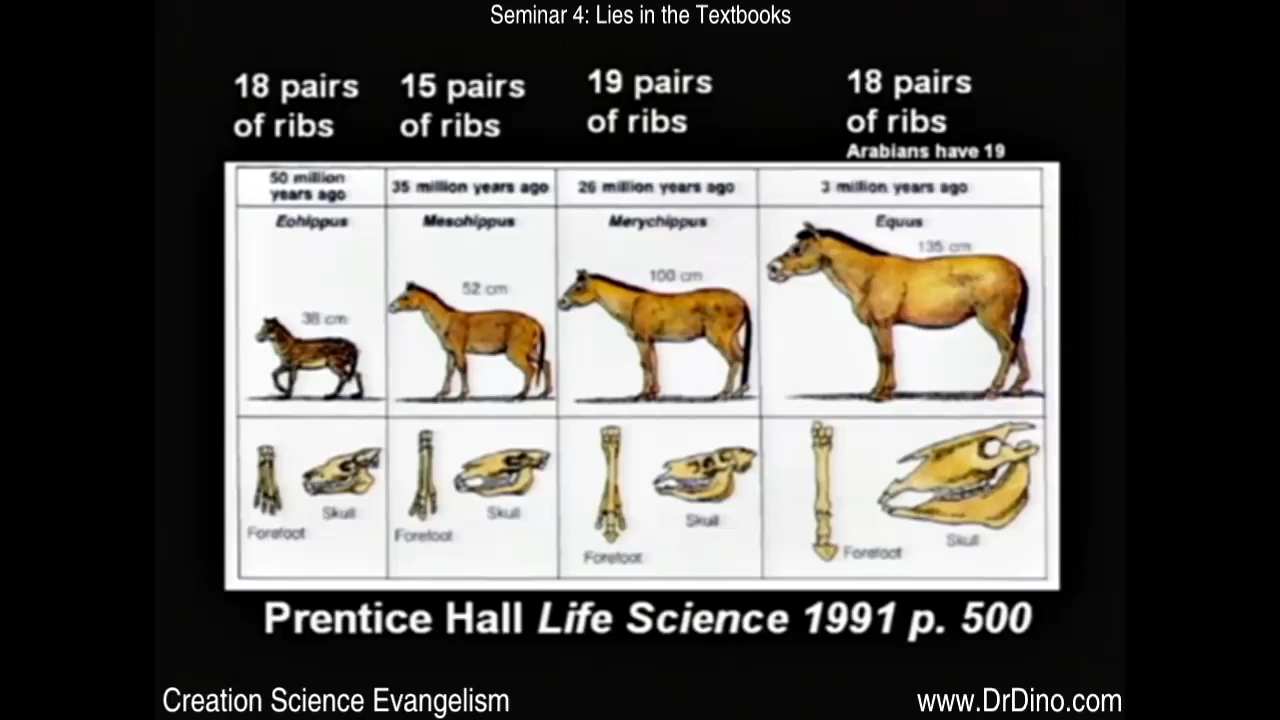 Seminar 4: Lies in the Textbooks
18 pairs
of ribs
15 pairs
of ribs
19 pairs
of ribs
18 pairs
of ribs
Arabians have 19
50 million
years ago
35 million years ago
26 million years ago
3 million years ago
Eohippus
Mesohippus
Merychippus
Equus
38 cm
52 cm
100 cm
135 cm
Forefoot
Skull
Forefoot
Skull
Forefoot
Skull
Forefoot
Skull
Prentice Hall Life Science 1991 p. 500
Creation Science Evangelism
www.DrDino.com